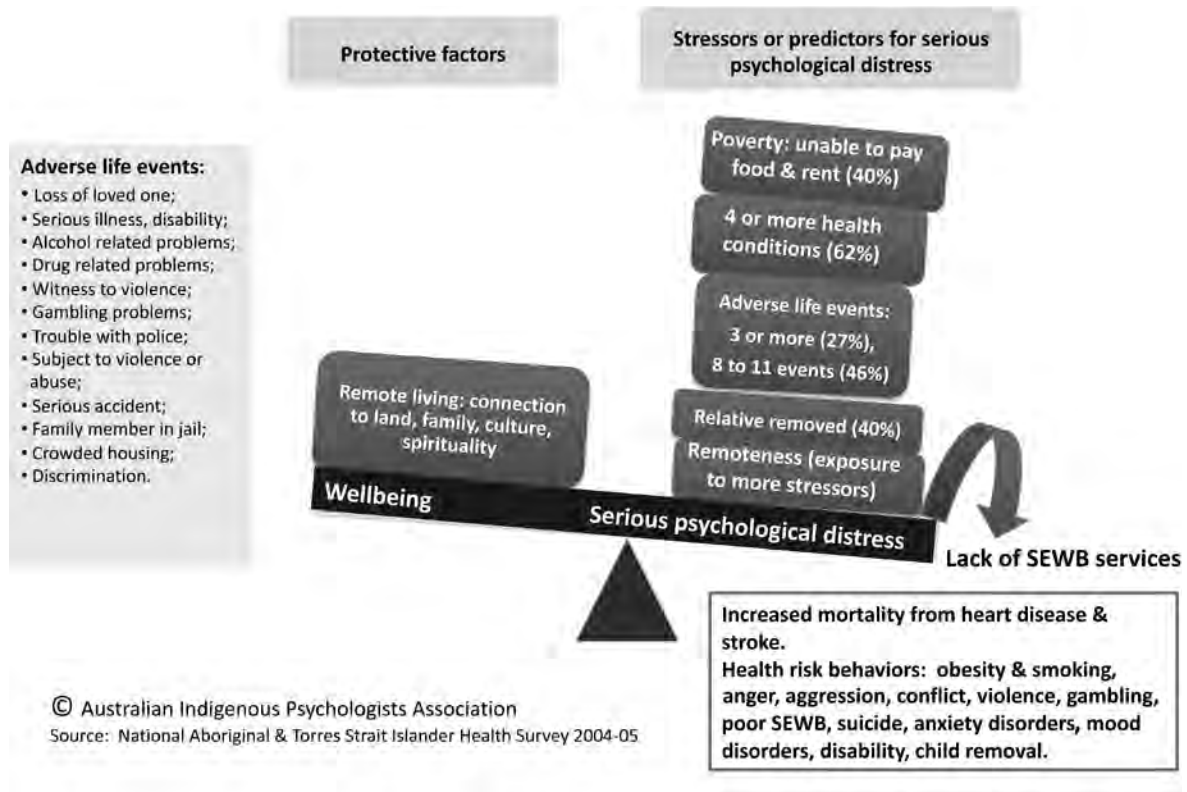 Protective factors
Stressors or predictors for serious
psychological distress
Adverse life events:
• Loss of loved one;
• Serious illness, disability;
• Alcohol related problems;
• Drug related problems;
• Witness to violence;
• Gambling problems;
• Trouble with police;
• Subject to violence or
abuse;
• Serious accident;
• Family member in jail;
• Crowded housing;
• Discrimination.
Remote living: connection
to land, family, culture,
spirituality
Poverty: unable to pay
food & rent (40%)
4 or more health
conditions (62%)
Adverse life events:
3 or more (27%),
8 to 11 events (46%)
Relative removed (40%)
Remoteness (exposure
to more stressors)
Wellbeing
Serious psychological distress
Lack of SEWB services
Increased mortality from heart disease &
stroke.
Health risk behaviors: obesity & smoking,
anger, aggression, conflict, violence, gambling,
poor SEWB, suicide, anxiety disorders, mood
disorders, disability, child removal.
© Australian Indigenous Psychologists Association
Source: National Aboriginal & Torres Strait Islander Health Survey 2004-05